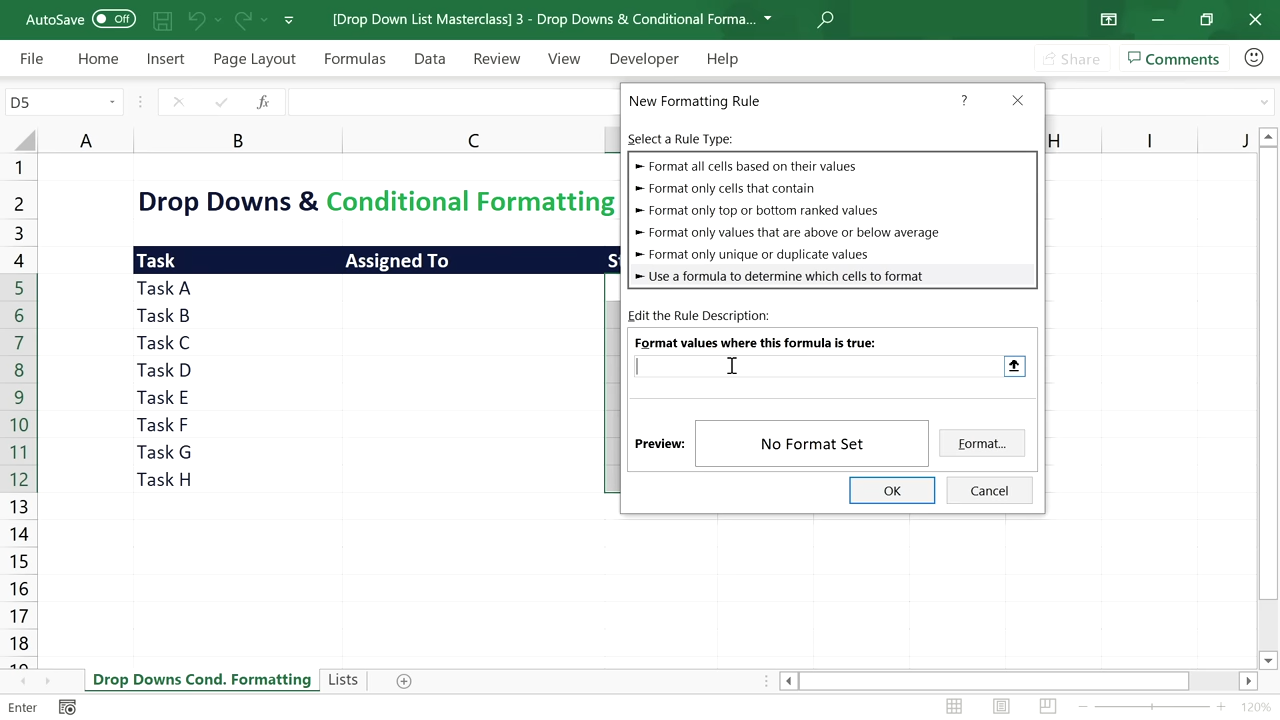 AutoSave Off [Drop Down List Masterclass] 3 - Drop Downs & Conditional Forma...
File Home Insert Page Layout Formulas Data Review View Developer Help Share Comments
D5 fx
A B C H I J
1
2 Drop Downs & Conditional Formatting
3
4 Task Assigned To
5 Task A
6 Task B
7 Task C
8 Task D
9 Task E
10 Task F
11 Task G
12 Task H
13
14
15
16
17
18
New Formatting Rule ?
Select a Rule Type:
► Format all cells based on their values
► Format only cells that contain
► Format only top or bottom ranked values
► Format only values that are above or below average
► Format only unique or duplicate values
► Use a formula to determine which cells to format
Edit the Rule Description:
Format values where this formula is true:
Preview: No Format Set Format...
OK Cancel
Drop Downs Cond. Formatting Lists
Enter 120%